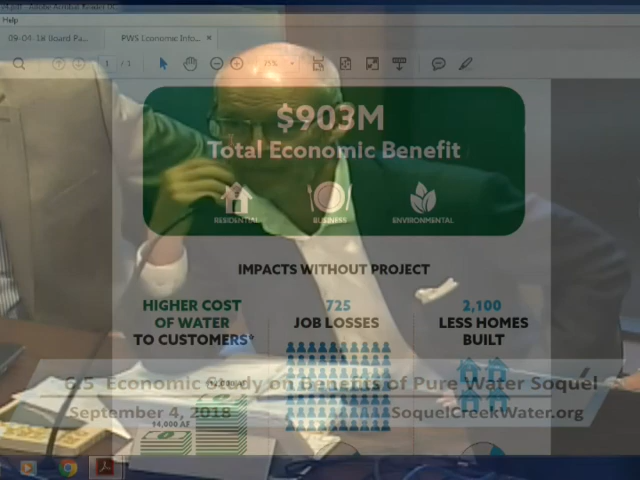 Help
09-04-18 Board Pa...
PWS Economic Info... ×
1 / 1
$903M
Total Economic Benefit
RESIDENTIAL
BUSINESS
ENVIRONMENTAL
IMPACTS WITHOUT PROJECT
HIGHER COST
OF WATER
TO CUSTOMERS*
725
JOB LOSSES
2,100
LESS HOMES
BUILT
6.5 Economic Study on Benefits of Pure Water Soquel
September 4, 2018
SoquelCreekWater.org
14,000 AF